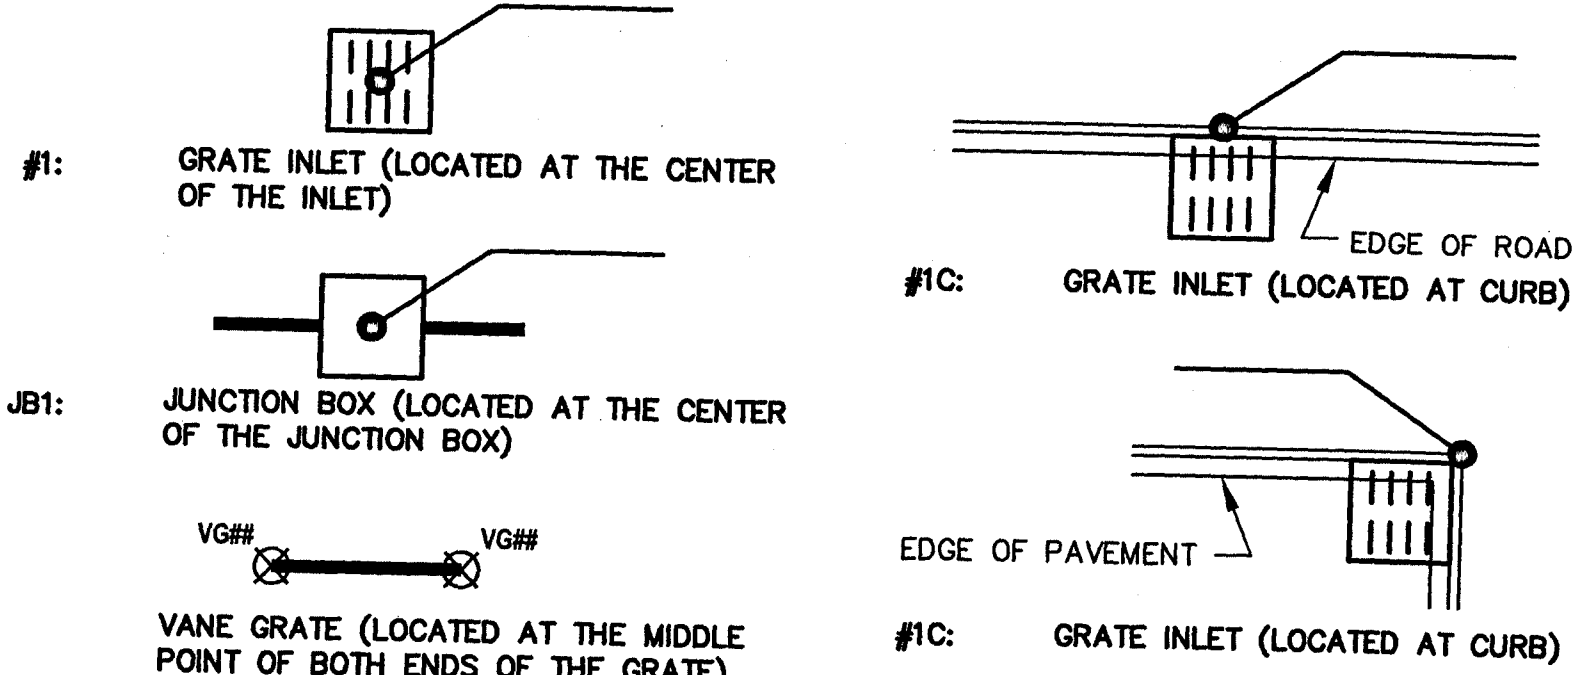 #1: GRATE INLET (LOCATED AT THE CENTER
OF THE INLET)
JB1: JUNCTION BOX (LOCATED AT THE CENTER
OF THE JUNCTION BOX)
VG## VG##
VANE GRATE (LOCATED AT THE MIDDLE
POINT OF BOTH ENDS OF THE GRATE)
EDGE OF ROAD
#1C: GRATE INLET (LOCATED AT CURB)
EDGE OF PAVEMENT
#1C: GRATE INLET (LOCATED AT CURB)